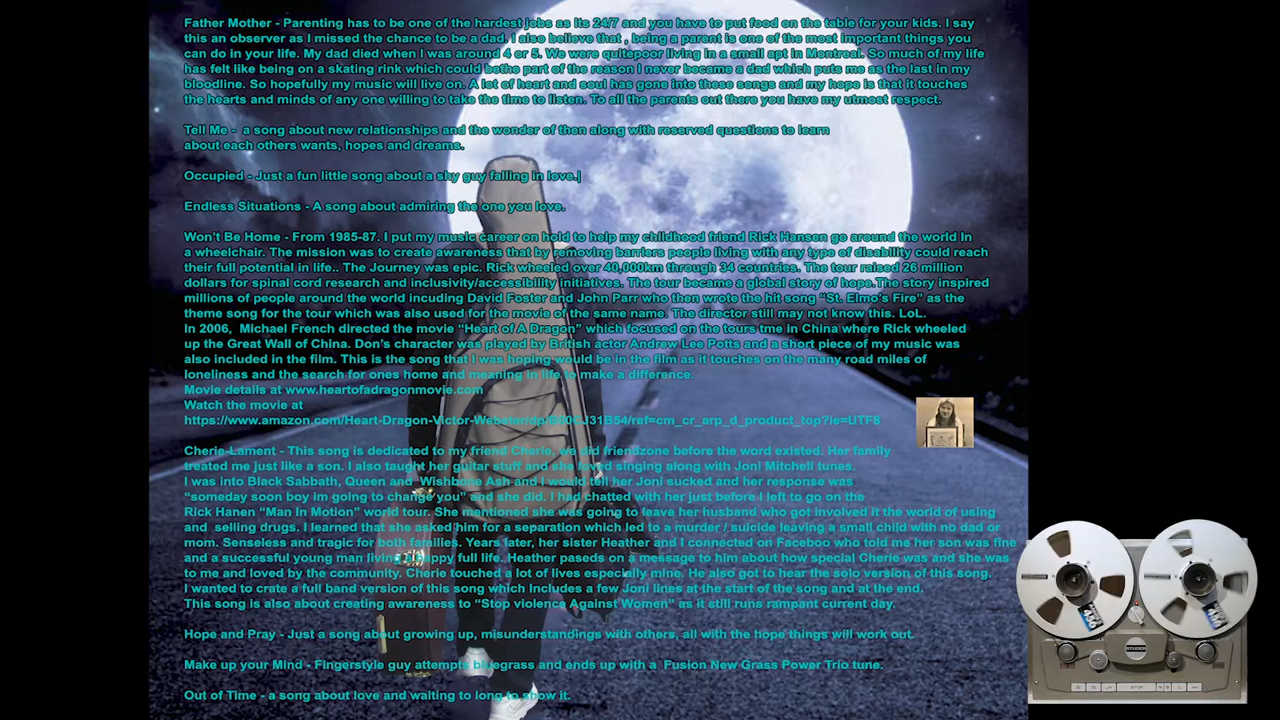 Father Mother - Parenting has to be one of the hardest jobs as its 24/7 and you have to put food on the table for your kids. I say
this an observer as I missed the chance to be a dad. I also believe that , being a parent is one of the most important things you
can do in your life. My dad died when I was around 4 or 5. We were quitepoor living in a small apt in Montreal. So much of my life
has felt like being on a skating rink which could bethe part of the reason I never became a dad which puts me as the last in my
bloodline. So hopefully my music will live on. A lot of heart and soul has gone into these songs and my hope is that it touches
the hearts and minds of any one willing to take the time to listen. To all the parents out there you have my utmost respect.
Tell Me - a song about new relationships and the wonder of then along with reserved questions to learn
about each others wants, hopes and dreams.
Occupied - Just a fun little song about a shy guy falling in love.
Endless Situations - A song about admiring the one you love.
Won't Be Home - From 1985-87. I put my music career on hold to help my childhood friend Rick Hansen go around the world in
a wheelchair. The mission was to create awareness that by removing barriers people living with any type of disability could reach
their full potential in life.. The Journey was epic. Rick wheeled over 40,000km through 34 countries. The tour raised 26 million
dollars for spinal cord research and inclusivity/accessibility initiatives. The tour became a global story of hope.The story inspired
millions of people around the world incuding David Foster and John Parr who then wrote the hit song "St. Elmo's Fire" as the
theme song for the tour which was also used for the movie of the same name. The director still may not know this. LoL.
In 2006, Michael French directed the movie "Heart of A Dragon" which focused on the tours tme in China where Rick wheeled
up the Great Wall of China. Don's character was played by British actor Andrew Lee Potts and a short piece of my music was
also included in the film. This is the song that I was hoping would be in the film as it touches on the many road miles of
loneliness and the search for ones home and meaning in life to make a difference.
Movie details at www.heartofadragonmovie.com
Watch the movie at
https://www.amazon.com/Heart-Dragon-Victor-Webster/dp/B00CJ31B54/ref=cm_cr_arp_d_product_top?ie=UTF8
Cherie-Lament - This song is dedicated to my friend Cherie, we did friendzone before the word existed. Her family
treated me just like a son. I also taught her guitar stuff and she loved singing along with Joni Mitchell tunes.
I was into Black Sabbath, Queen and Wishbone Ash and I would tell her Joni sucked and her response was
"someday soon boy im going to change you" and she did. I had chatted with her just before I left to go on the
Rick Hanen "Man In Motion" world tour. She mentioned she was going to leave her husband who got involved it the world of using
and selling drugs. I learned that she asked him for a separation which led to a murder / suicide leaving a small child with no dad or
mom. Senseless and tragic for both families. Years later, her sister Heather and I connected on Faceboo who told me her son was fine
and a successful young man living a happy full life. Heather paseds on a message to him about how special Cherie was and she was
to me and loved by the community. Cherie touched a lot of lives especially mine. He also got to hear the solo version of this song.
I wanted to crate a full band version of this song which includes a few Joni lines at the start of the song and at the end.
This song is also about creating awareness to "Stop violence Against Women" as it still runs rampant current day.
Hope and Pray - Just a song about growing up, misunderstandings with others, all with the hope things will work out.
Make up your Mind - Fingerstyle guy attempts bluegrass and ends up with a Fusion New Grass Power Trio tune.
Out of Time - a song about love and waiting to long to show it.
STUDER